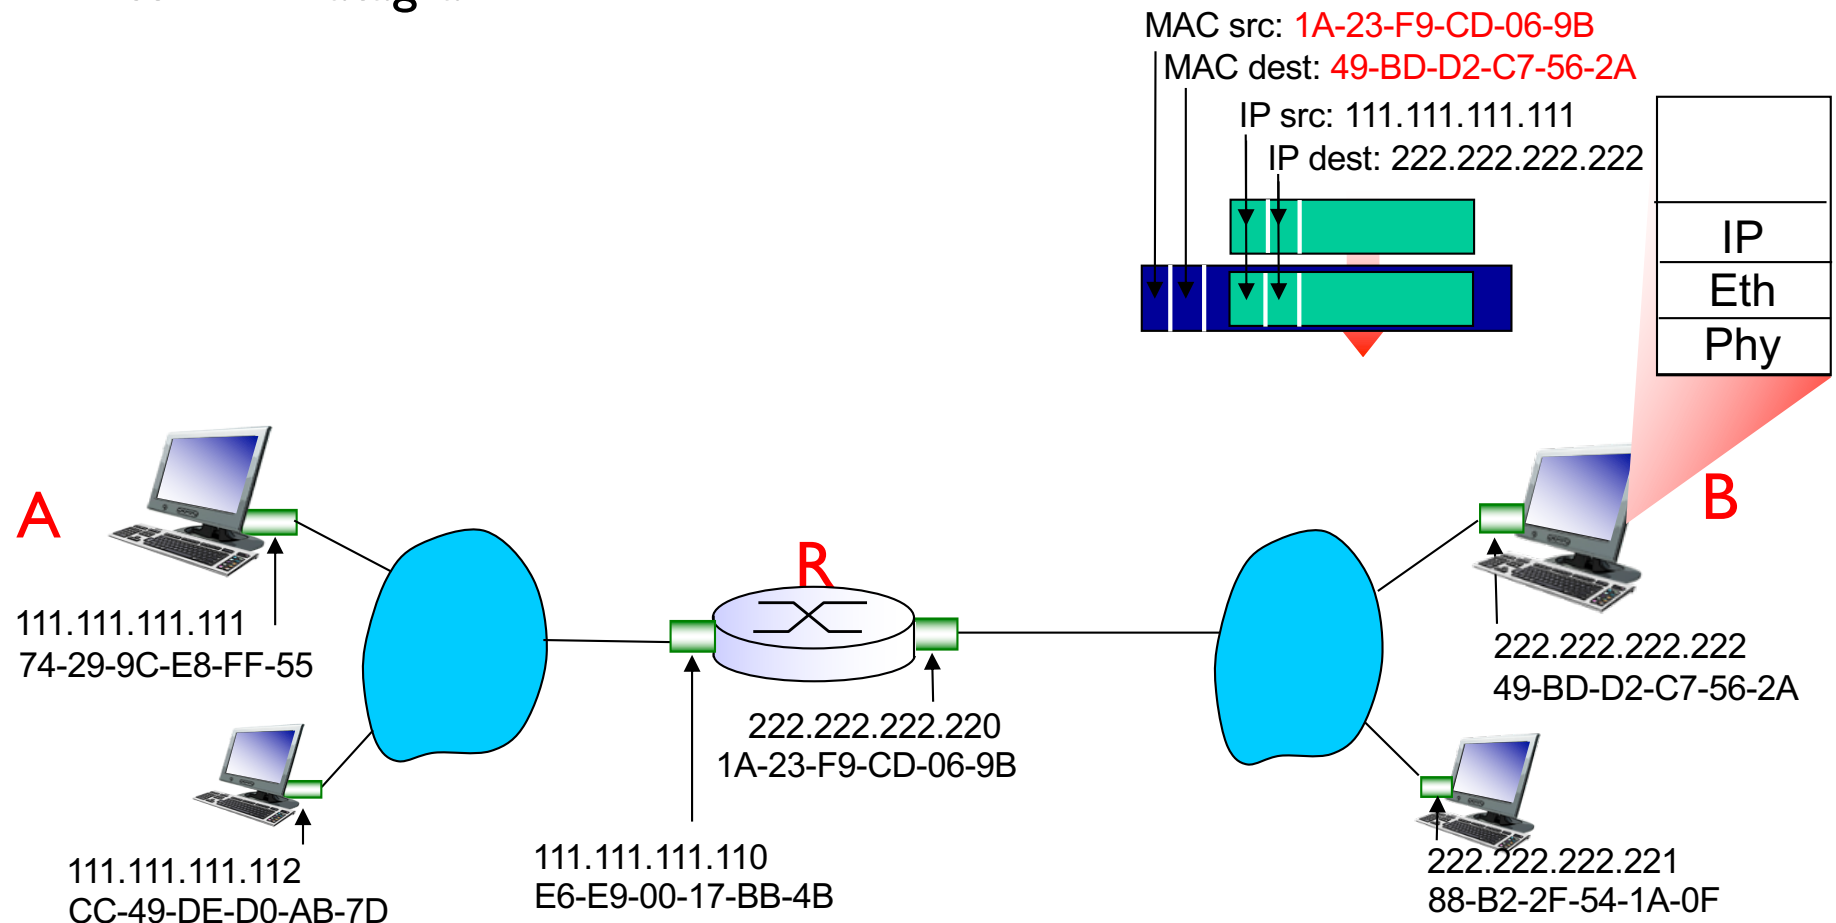 MAC src: 1A-23-F9-CD-06-9B
MAC dest: 49-BD-D2-C7-56-2A
IP src: 111.111.111.111
IP dest: 222.222.222.222
IP
Eth
Phy
A
R
B
111.111.111.111
74-29-9C-E8-FF-55
222.222.222.222
49-BD-D2-C7-56-2A
222.222.222.220
1A-23-F9-CD-06-9B
111.111.111.112
CC-49-DE-D0-AB-7D
111.111.111.110
E6-E9-00-17-BB-4B
222.222.222.221
88-B2-2F-54-1A-0F